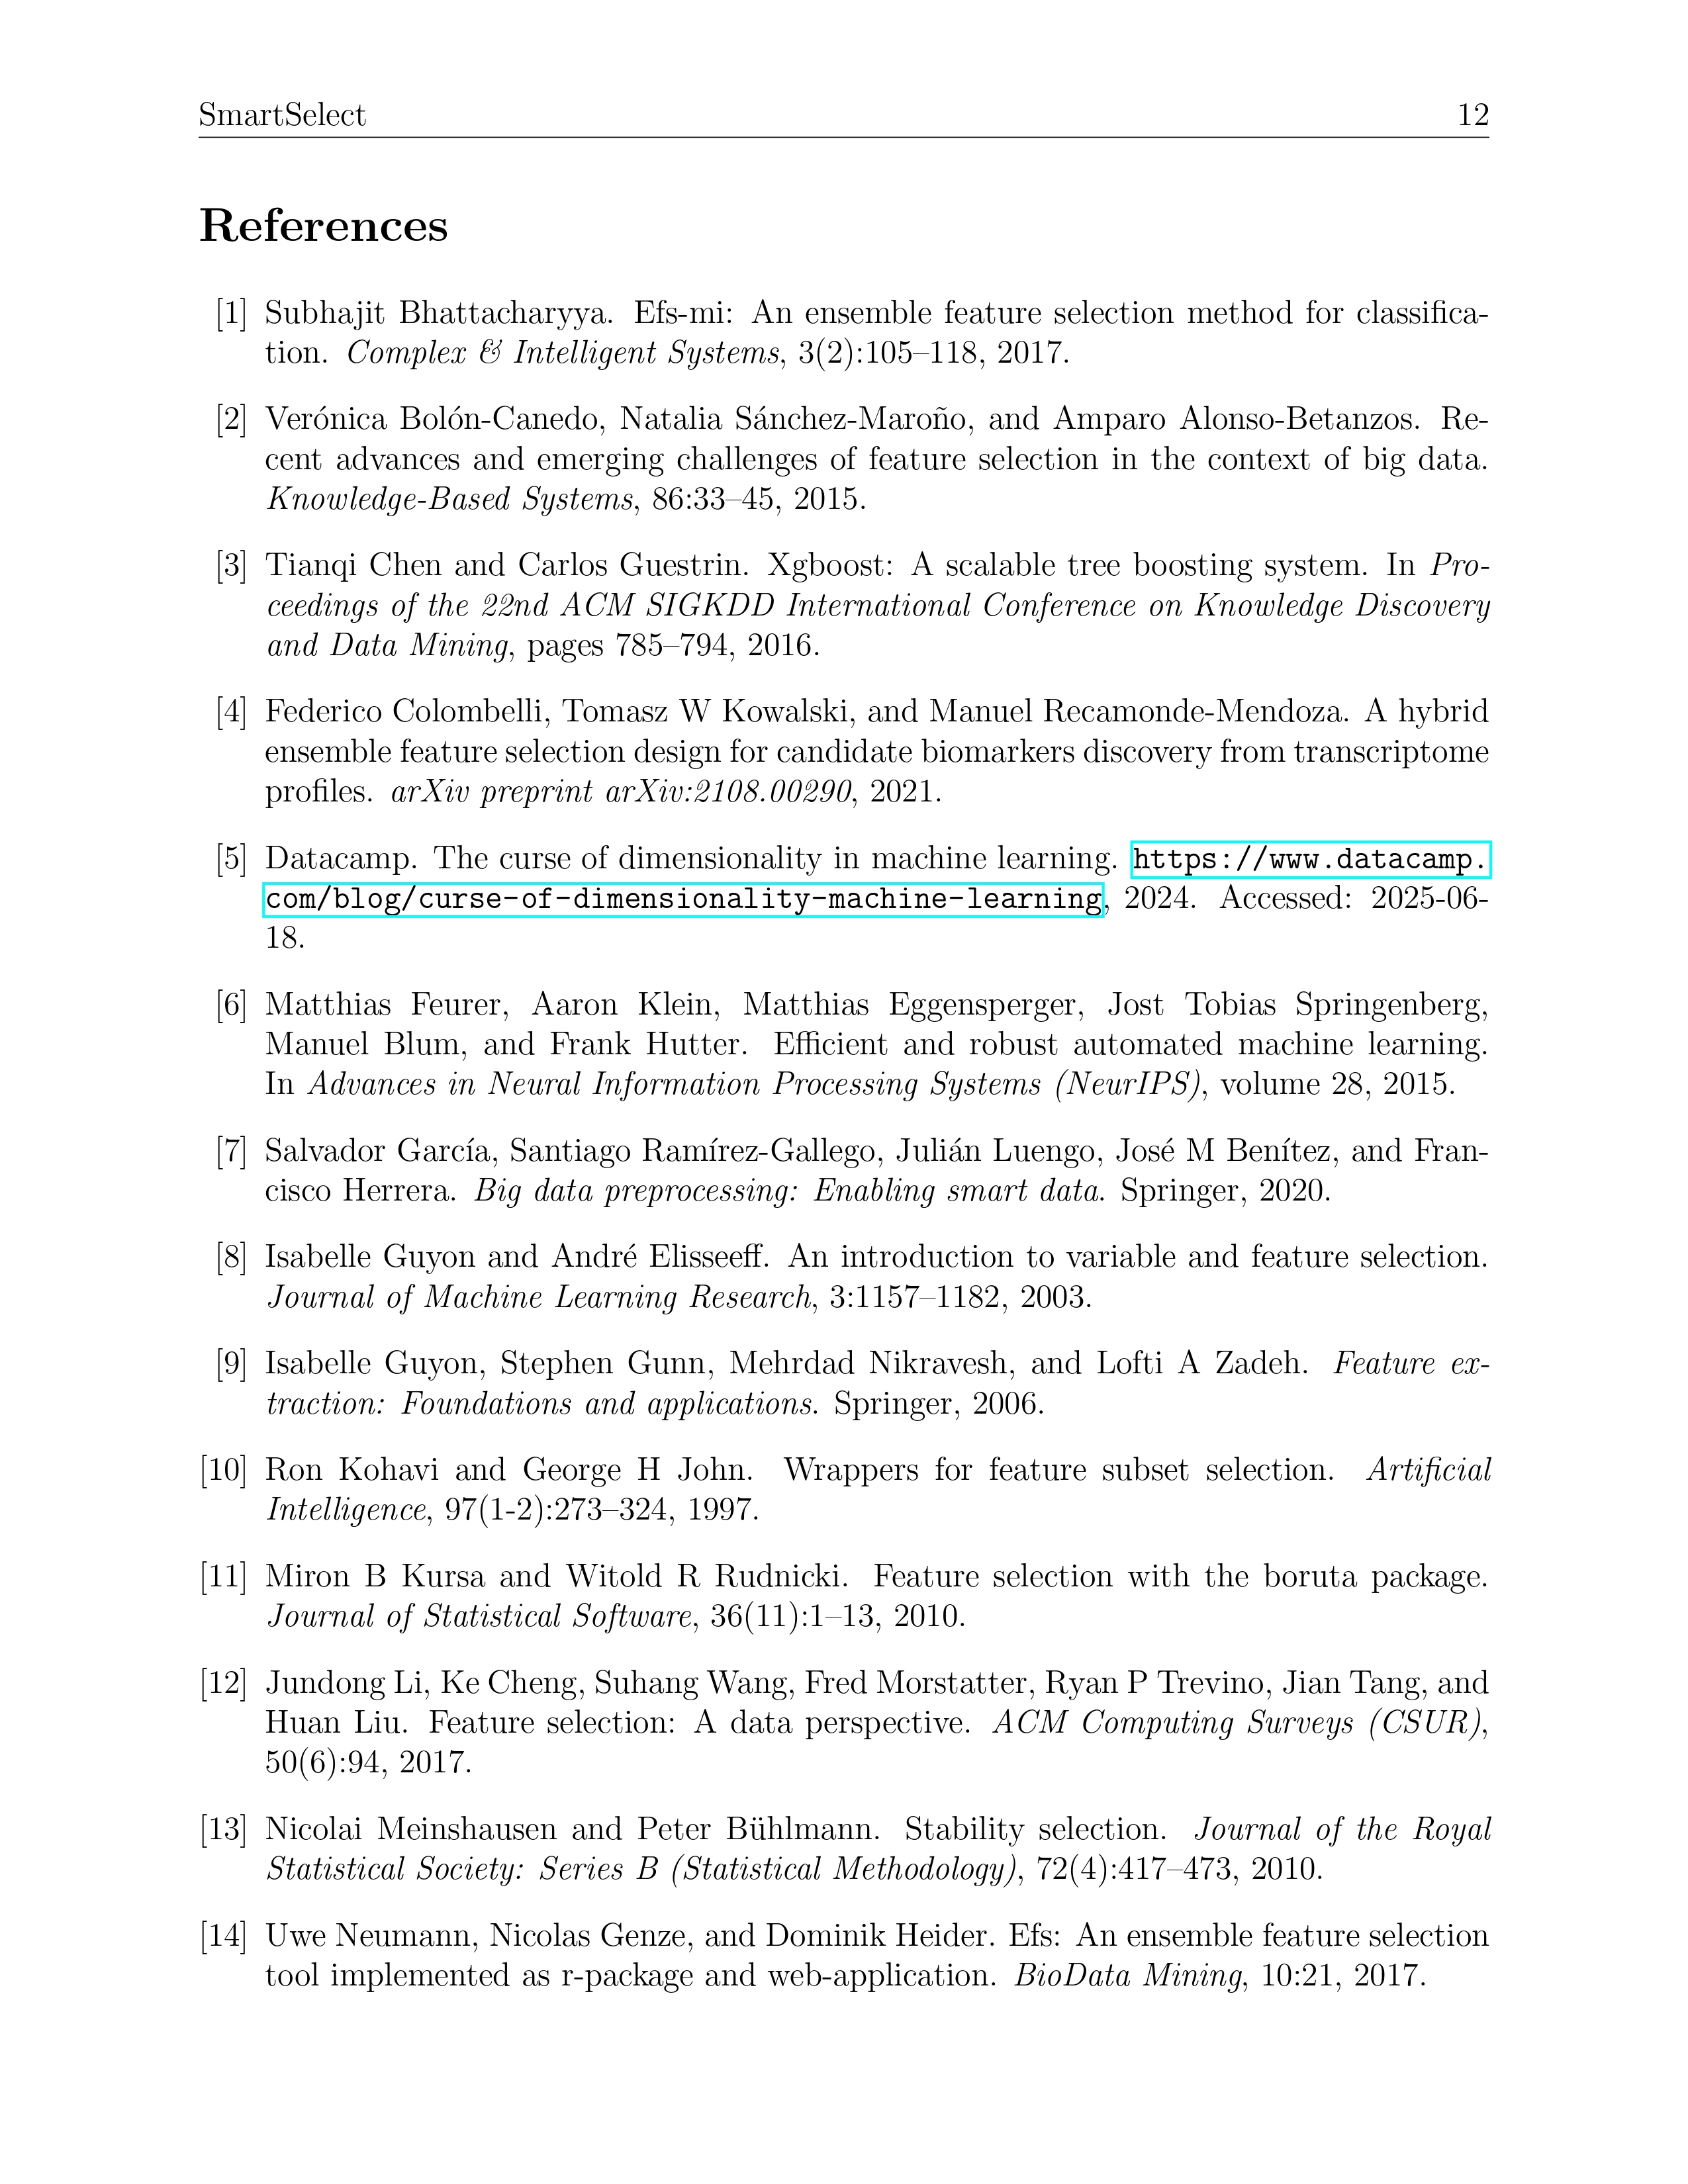 SmartSelect 12
References
[1] Subhajit Bhattacharyya. Efs-mi: An ensemble feature selection method for classifica-
tion. Complex & Intelligent Systems, 3(2):105–118, 2017.
[2] Verónica Bolón-Canedo, Natalia Sánchez-Maroño, and Amparo Alonso-Betanzos. Re-
cent advances and emerging challenges of feature selection in the context of big data.
Knowledge-Based Systems, 86:33–45, 2015.
[3] Tianqi Chen and Carlos Guestrin. Xgboost: A scalable tree boosting system. In Pro-
ceedings of the 22nd ACM SIGKDD International Conference on Knowledge Discovery
and Data Mining, pages 785–794, 2016.
[4] Federico Colombelli, Tomasz W Kowalski, and Manuel Recamonde-Mendoza. A hybrid
ensemble feature selection design for candidate biomarkers discovery from transcriptome
profiles. arXiv preprint arXiv:2108.00290, 2021.
[5] Datacamp. The curse of dimensionality in machine learning. https://www.datacamp.
com/blog/curse-of-dimensionality-machine-learning, 2024. Accessed: 2025-06-
18.
[6] Matthias Feurer, Aaron Klein, Matthias Eggensperger, Jost Tobias Springenberg,
Manuel Blum, and Frank Hutter. Efficient and robust automated machine learning.
In Advances in Neural Information Processing Systems (NeurIPS), volume 28, 2015.
[7] Salvador García, Santiago Ramírez-Gallego, Julián Luengo, José M Benítez, and Fran-
cisco Herrera. Big data preprocessing: Enabling smart data. Springer, 2020.
[8] Isabelle Guyon and André Elisseeff. An introduction to variable and feature selection.
Journal of Machine Learning Research, 3:1157–1182, 2003.
[9] Isabelle Guyon, Stephen Gunn, Mehrdad Nikravesh, and Lofti A Zadeh. Feature ex-
traction: Foundations and applications. Springer, 2006.
[10] Ron Kohavi and George H John. Wrappers for feature subset selection. Artificial
Intelligence, 97(1-2):273–324, 1997.
[11] Miron B Kursa and Witold R Rudnicki. Feature selection with the boruta package.
Journal of Statistical Software, 36(11):1–13, 2010.
[12] Jundong Li, Ke Cheng, Suhang Wang, Fred Morstatter, Ryan P Trevino, Jian Tang, and
Huan Liu. Feature selection: A data perspective. ACM Computing Surveys (CSUR),
50(6):94, 2017.
[13] Nicolai Meinshausen and Peter Bühlmann. Stability selection. Journal of the Royal
Statistical Society: Series B (Statistical Methodology), 72(4):417–473, 2010.
[14] Uwe Neumann, Nicolas Genze, and Dominik Heider. Efs: An ensemble feature selection
tool implemented as r-package and web-application. BioData Mining, 10:21, 2017.